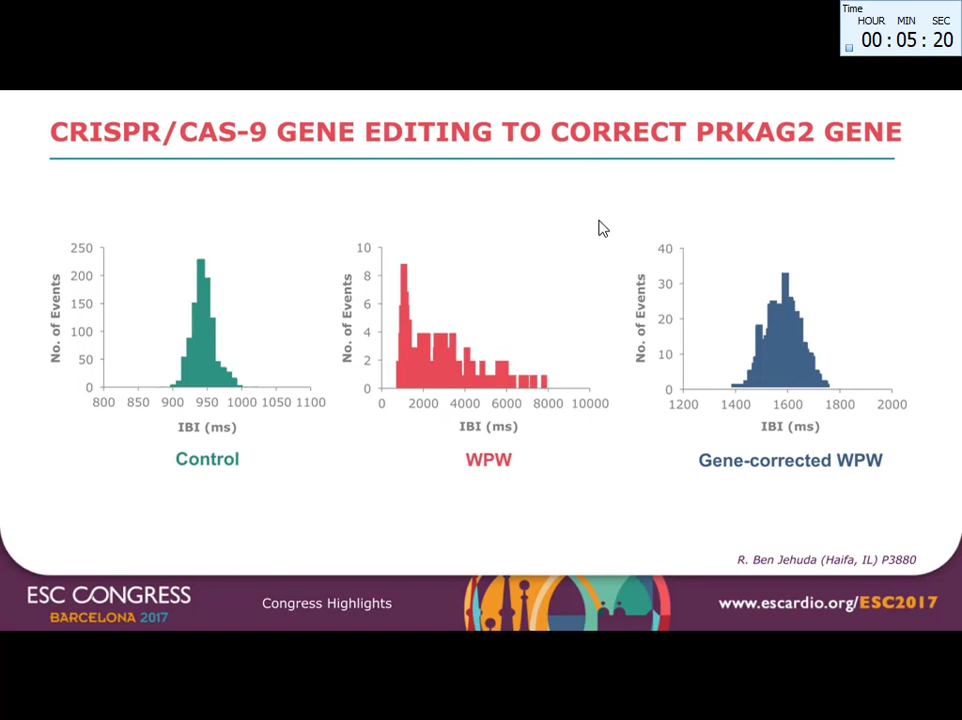 Time
HOUR MIN SEC
00:05:20
CRISPR/CAS-9 GENE EDITING TO CORRECT PRKAG2 GENE
No. of Events
250
200
150
100
50
0
800 850 900 950 1000 1050 1100
IBI (ms)
Control
No. of Events
10
8
6
4
2
0
0 2000 4000 6000 8000 10000
IBI (ms)
WPW
No. of Events
40
30
20
10
0
1200 1400 1600 1800 2000
IBI (ms)
Gene-corrected WPW
R. Ben Jehuda (Haifa, IL) P3880
ESC CONGRESS
BARCELONA 2017
Congress Highlights
www.escardio.org/ESC2017